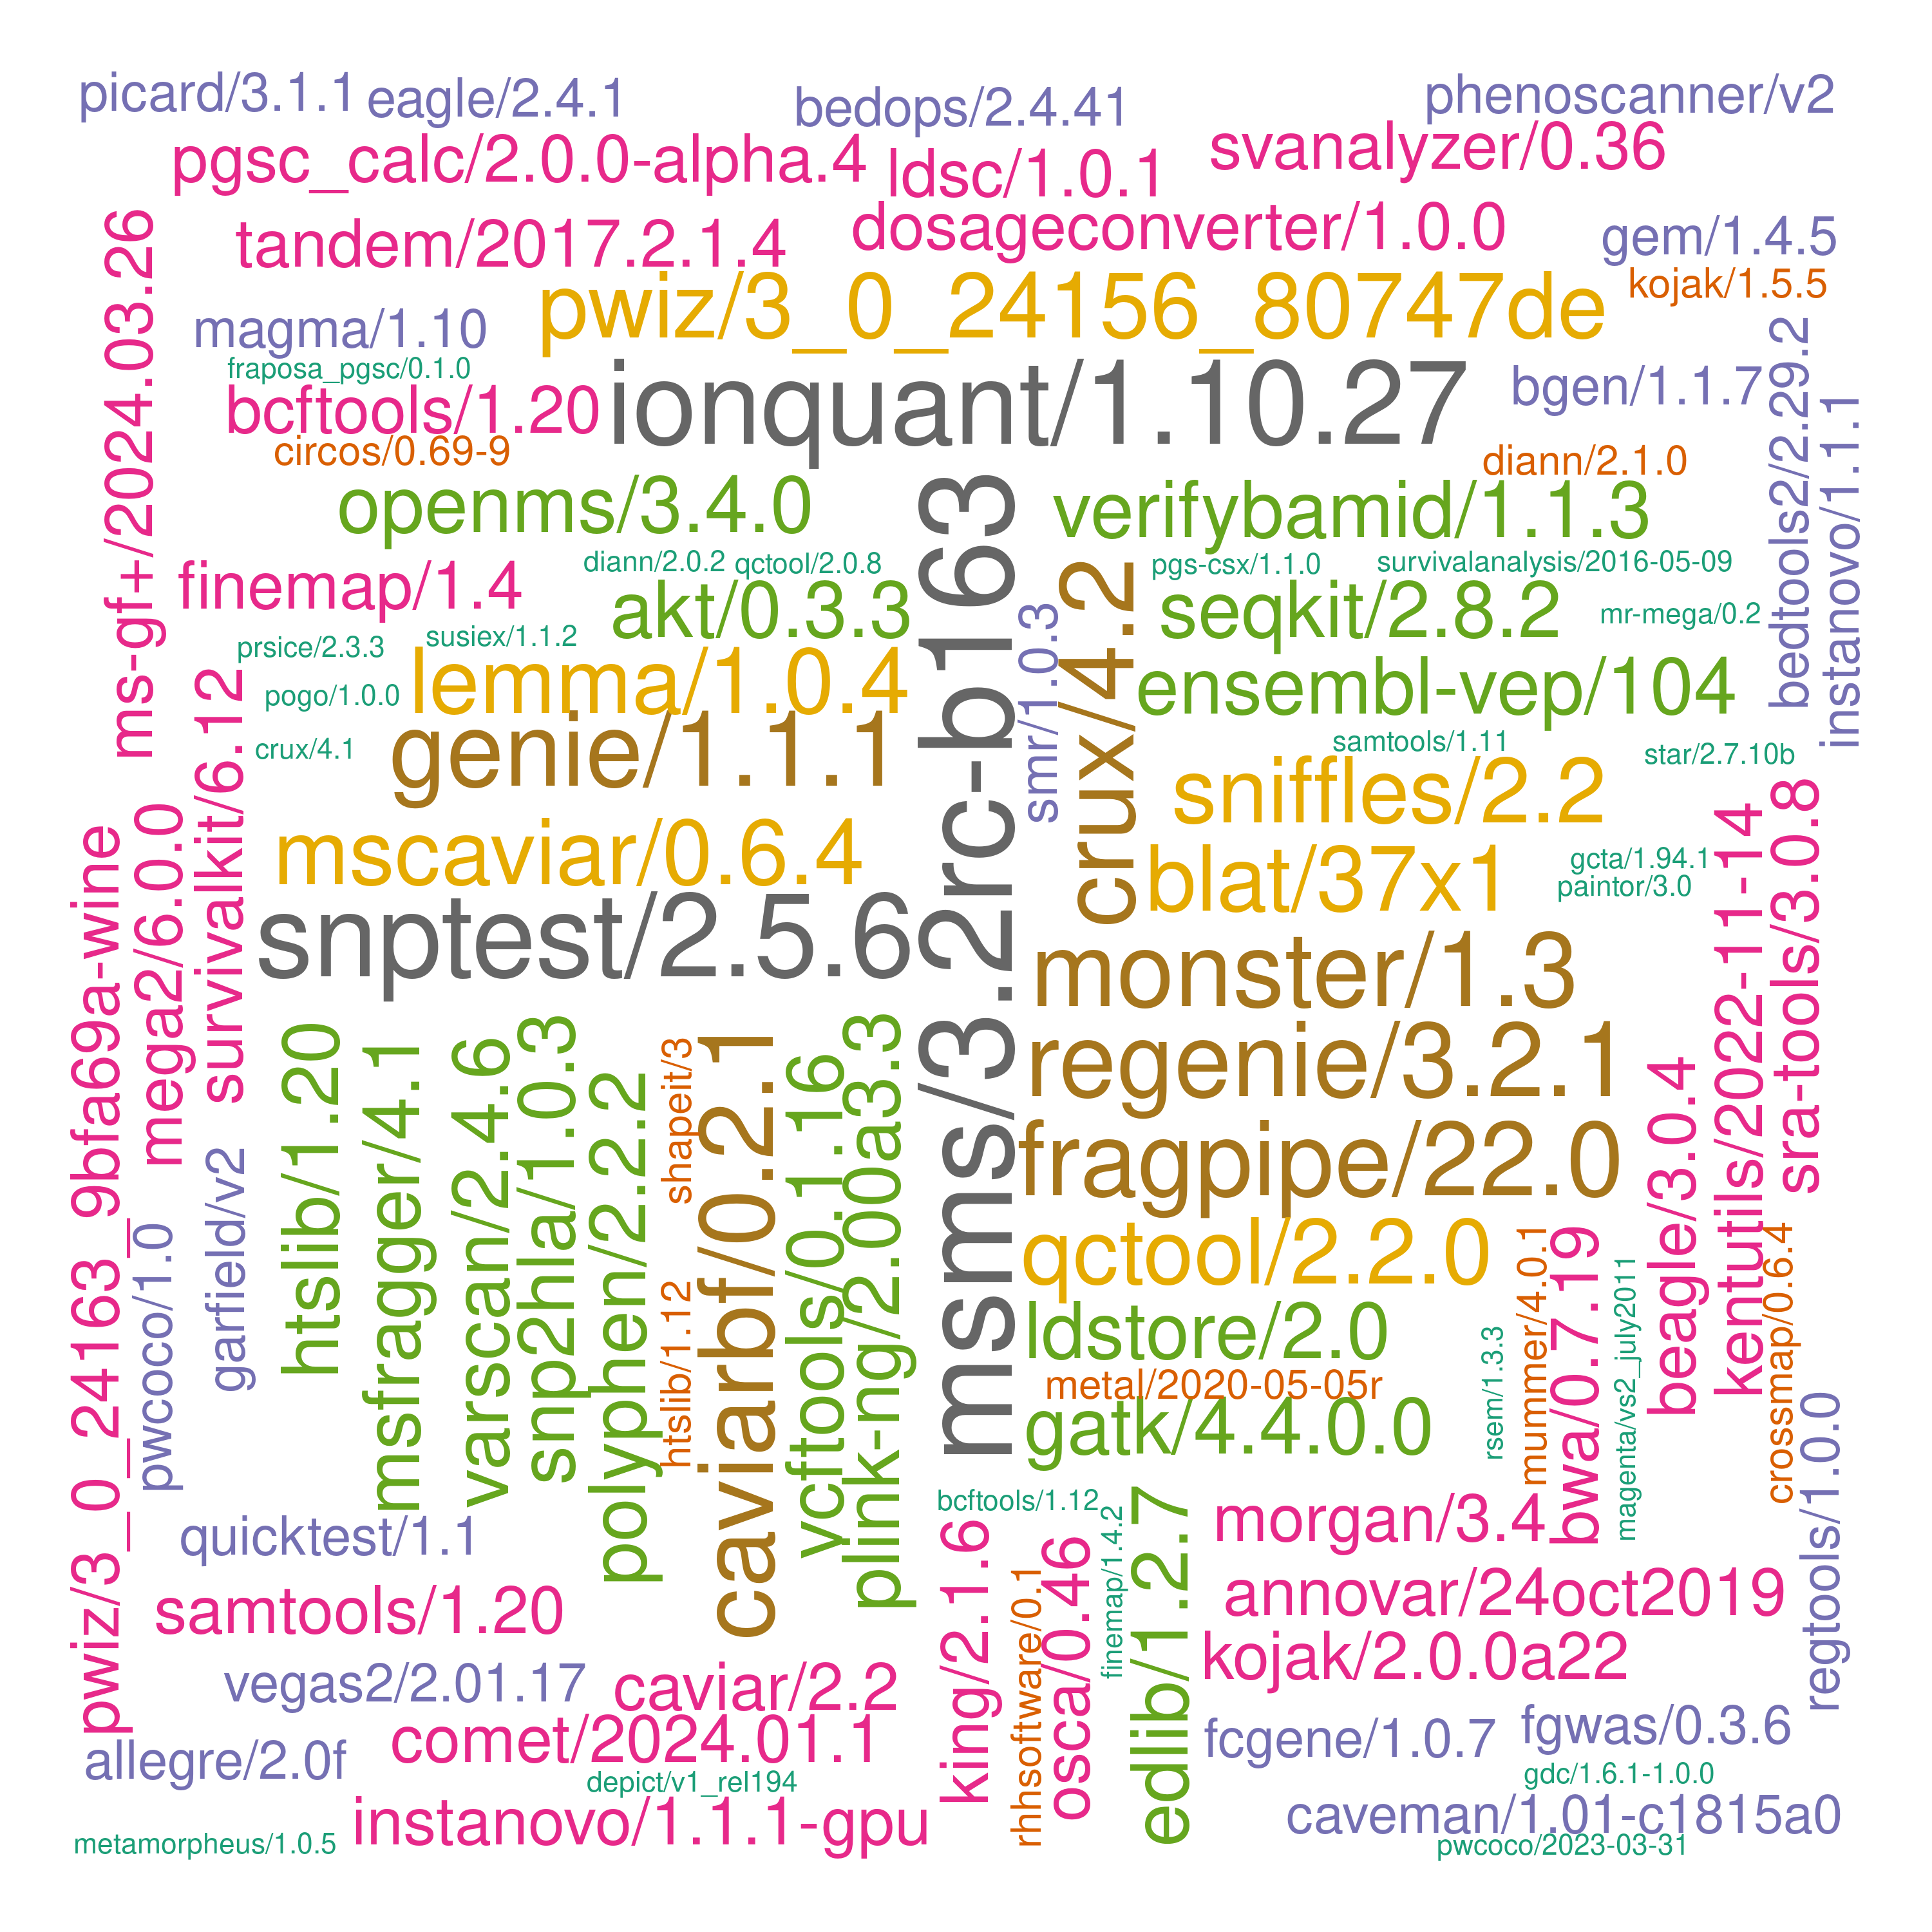 picard/3.1.1
eagle/2.4.1
bedops/2.4.41
phenoscanner/v2
pgsc_calc/2.0.0-alpha.4
ldsc/1.0.1
svanalyzer/0.36
tandem/2017.2.1.4
dosageconverter/1.0.0
gem/1.4.5
ms-gf+/2024.03.26
magma/1.10
pwiz/3_0_24156_80747de
kojak/1.5.5
fraposa_pgsc/0.1.0
bcftools/1.20
ionquant/1.10.27
bgen/1.1.7
bedtools2/2.29.2
instanovo/1.1.1
circos/0.69-9
diann/2.1.0
openms/3.4.0
msms/3.2rc-b163
verifybamid/1.1.3
diann/2.0.2
qctool/2.0.8
pgs-csx/1.1.0
survivalanalysis/2016-05-09
finemap/1.4
akt/0.3.3
smr/1.0.3
crux/4.2
seqkit/2.8.2
mr-mega/0.2
prsice/2.3.3
susiex/1.1.2
survivalkit/6.12
pogo/1.0.0
lemma/1.0.4
ensembl-vep/104
crux/4.1
genie/1.1.1
samtools/1.11
star/2.7.10b
sniffles/2.2
pwiz/3_0_24163_9bfa69a-wine
mega2/6.0.0
mscaviar/0.6.4
blat/37x1
gcta/1.94.1
paintor/3.0
kentutils/2022-11-14
sra-tools/3.0.8
snptest/2.5.6
monster/1.3
regenie/3.2.1
fragpipe/22.0
htslib/1.20
msfragger/4.1
varscan/2.4.6
snp2hla/1.0.3
polyphen/2.2.2
shapeit/3
caviarbf/0.2.1
vcftools/0.1.16
plink-ng/2.00a3.3
beagle/3.0.4
garfield/v2
pwcoco/1.0
htslib/1.12
qctool/2.2.0
ldstore/2.0
metal/2020-05-05r
gatk/4.4.0.0
rsem/1.3.3
mummer/4.0.1
bwa/0.7.19
magenta/vs2_july2011
crossmap/0.6.4
regtools/1.0.0
quicktest/1.1
bcftools/1.12
king/2.1.6
rhhsoftware/0.1
osca/0.46
finemap/1.4.2
edlib/1.2.7
morgan/3.4
samtools/1.20
annovar/24oct2019
vegas2/2.01.17
caviar/2.2
kojak/2.0.0a22
allegre/2.0f
comet/2024.01.1
fcgene/1.0.7
fgwas/0.3.6
depict/v1_rel194
gdc/1.6.1-1.0.0
instanovo/1.1.1-gpu
caveman/1.01-c1815a0
metamorpheus/1.0.5
pwcoco/2023-03-31